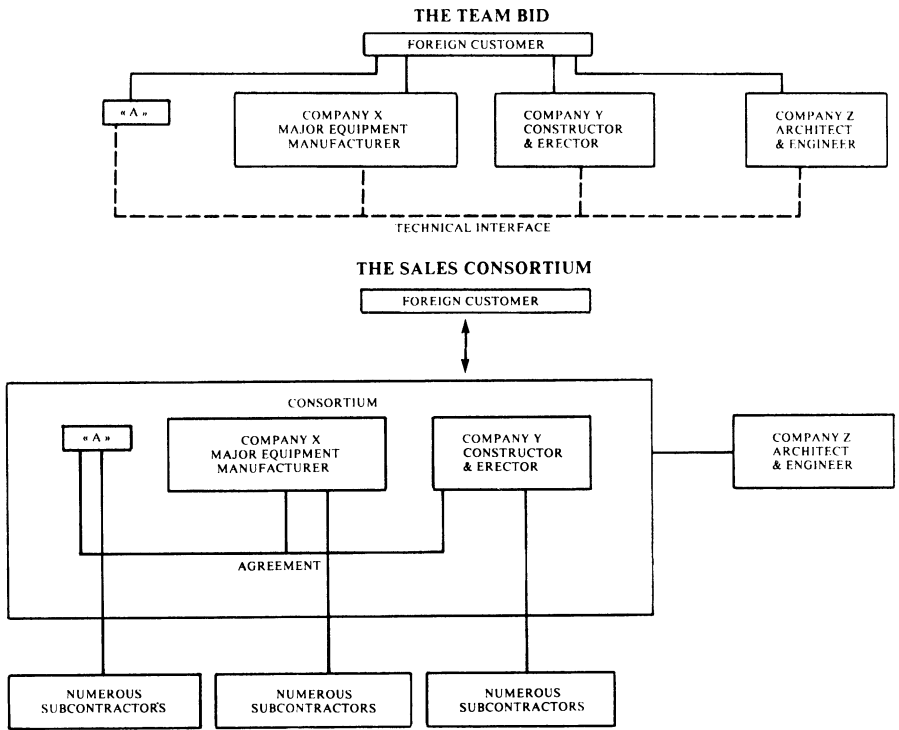 THE TEAM BID
FOREIGN CUSTOMER
« A »
COMPANY X
MAJOR EQUIPMENT
MANUFACTURER
COMPANY Y
CONSTRUCTOR
& ERECTOR
COMPANY Z
ARCHITECT
& ENGINEER
TECHNICAL INTERFACE
THE SALES CONSORTIUM
FOREIGN CUSTOMER
CONSORTIUM
« A »
COMPANY X
MAJOR EQUIPMENT
MANUFACTURER
COMPANY Y
CONSTRUCTOR
& ERECTOR
COMPANY Z
ARCHITECT
& ENGINEER
AGREEMENT
NUMEROUS
SUBCONTRACTORS
NUMEROUS
SUBCONTRACTORS
NUMEROUS
SUBCONTRACTORS